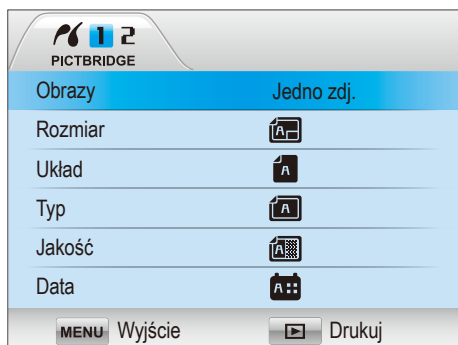 1 2
PICTBRIDGE
Obrazy Jedno zdj.
Rozmiar A
Układ A
Typ A
Jakość A
Data A
MENU Wyjście Drukuj